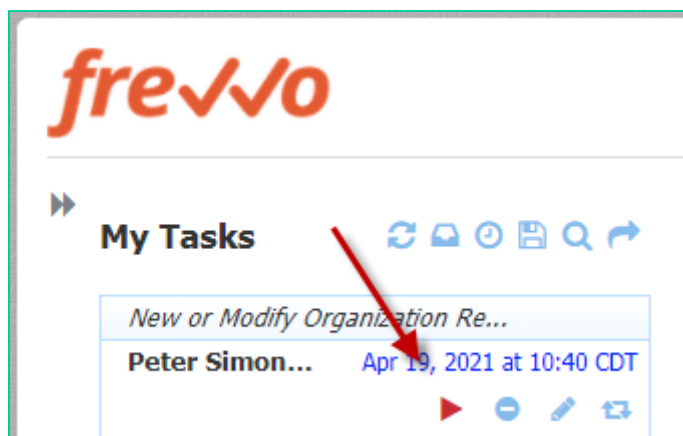 frevvo
My Tasks
New or Modify Organization Re...
Peter Simon... Apr 19, 2021 at 10:40 CDT